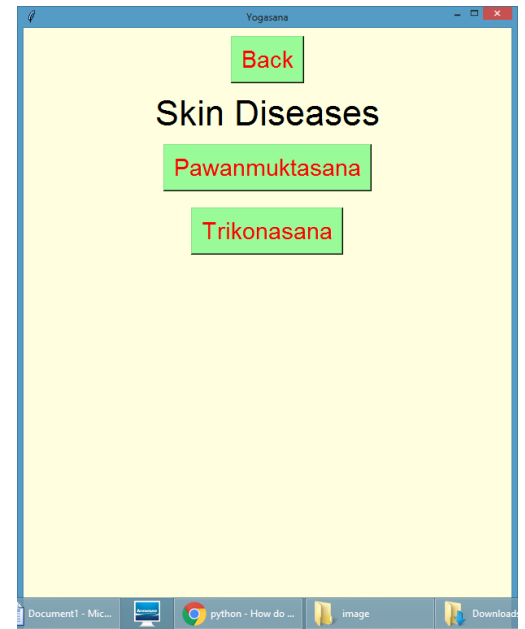 Yogasana
Back
Skin Diseases
Pawanmuktasana
Trikonasana
Document1 - Mic...
python - How do ...
image
Downloads